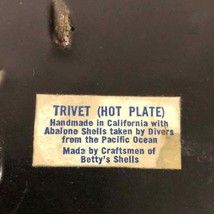 TRIVET (HOT PLATE)
Handmade in California with
Abalone Shells taken by Divers
from the Pacific Ocean
Made by Craftsmen of
Betty's Shells